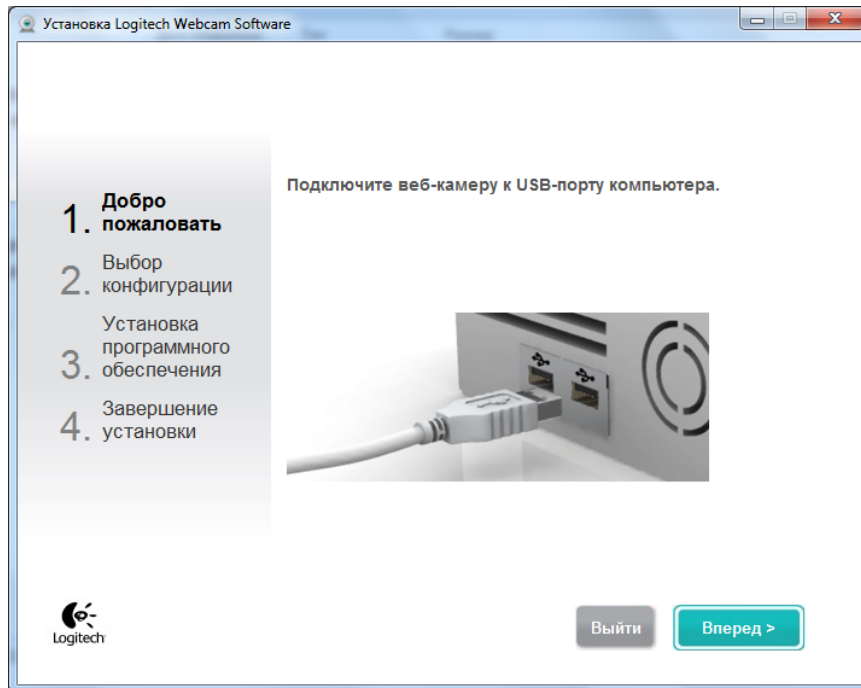 Установка Logitech Webcam Software
Подключите веб-камеру к USB-порту компьютера.
1. Добро
пожаловать
2. Выбор
конфигурации
3. Установка
программного
обеспечения
4. Завершение
установки
Logitech
Выйти
Вперед >